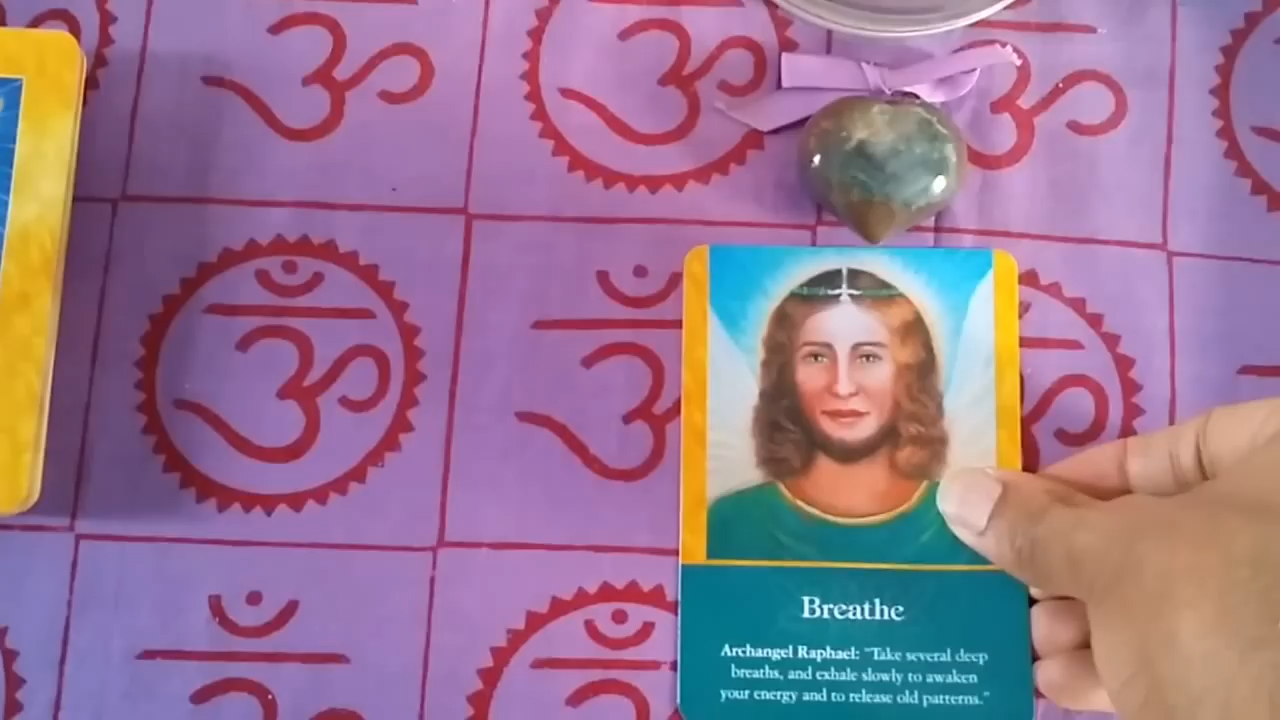 ॐ
ॐ
ॐ
ॐ
ॐ
ॐ
ॐ
ॐ
Breathe
Archangel Raphael: "Take several deep
breaths, and exhale slowly to awaken
your energy and to release old patterns."